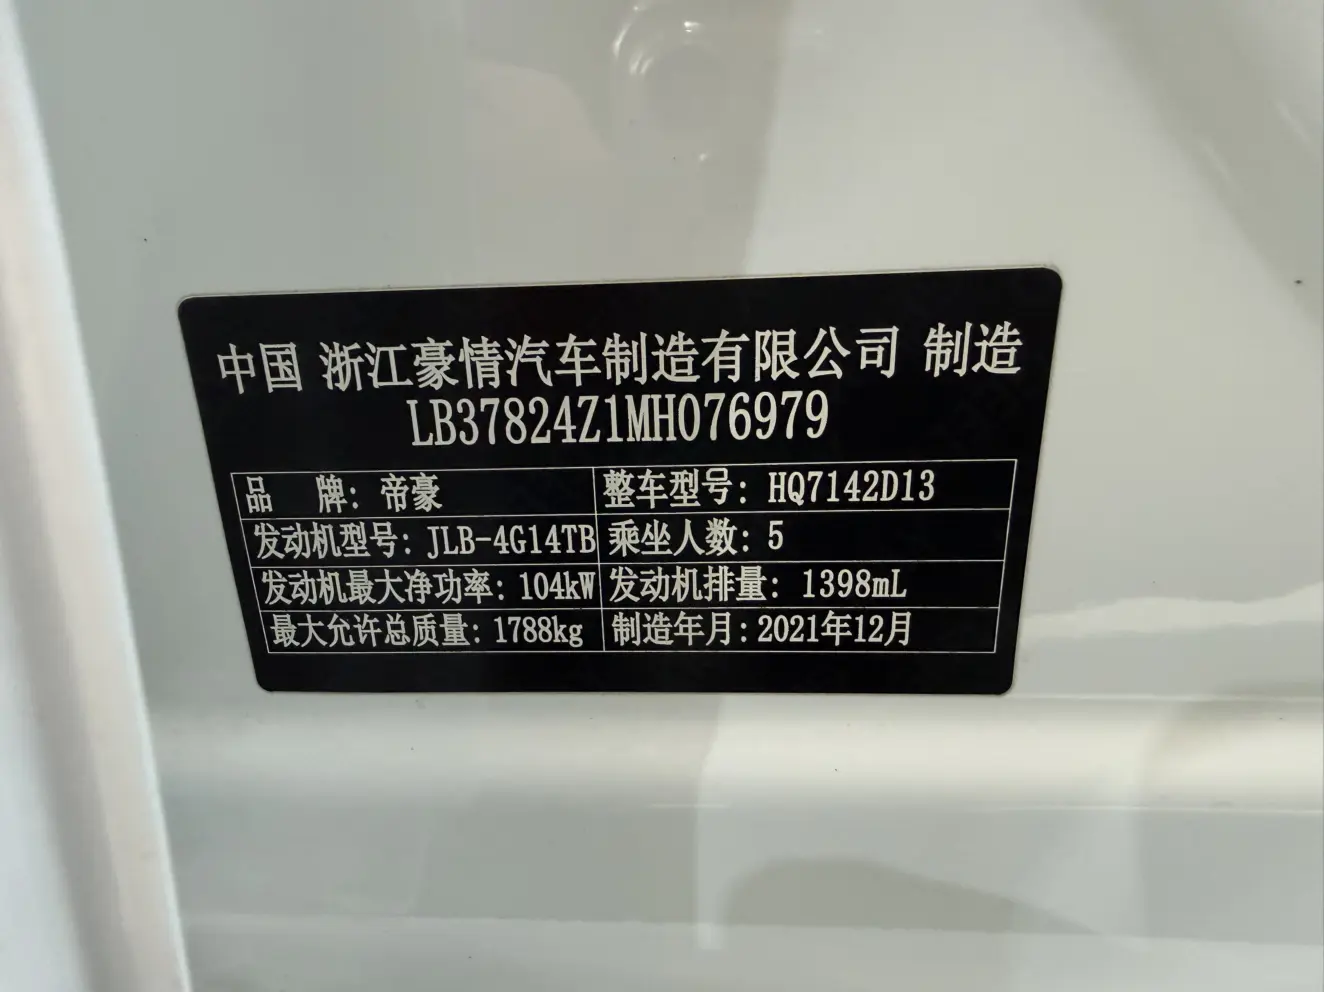 中国 浙江豪情汽车制造有限公司 制造
LB37824Z1MH076979
品 牌: 帝豪 整车型号: HQ7142D13
发动机型号: JLB-4G14TB 乘坐人数: 5
发动机最大净功率: 104kW 发动机排量: 1398mL
最大允许总质量: 1788kg 制造年月: 2021年12月